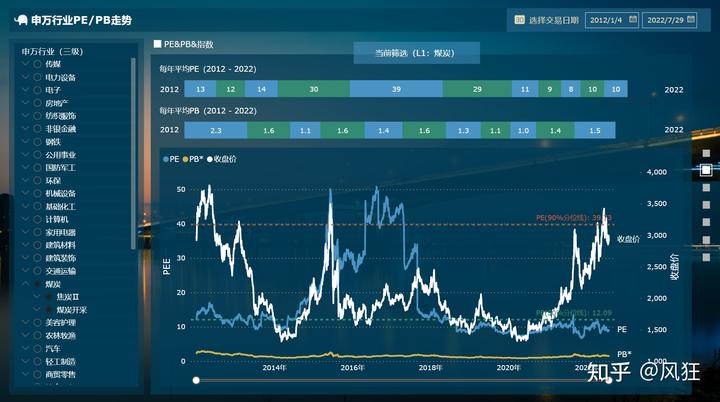 申万行业PE/PB走势
选择交易日期
2012/1/4
2022/7/29
申万行业（三级）
传媒
电力设备
电子
房地产
纺织服饰
非银金融
钢铁
公用事业
国防军工
环保
机械设备
基础化工
计算机
家用电器
建筑材料
建筑装饰
交通运输
煤炭
焦炭Ⅱ
煤炭开采
美容护理
农林牧渔
汽车
轻工制造
商贸零售
PE&PB&指数
当前筛选（L1：煤炭）
每年平均PE（2012 - 2022）
2012 13 12 14 30 39 29 11 9 8 10 10 2022
每年平均PB（2012 - 2022）
2012 2.3 1.6 1.1 1.6 1.4 1.6 1.3 1.1 1.0 1.4 1.5 2022
PE PB* 收盘价
PEE
50
40
30
20
10
0
4,000
3,500
3,000
2,500
2,000
1,500
1,000
收盘价
PE(90%分位线):
12.09
收盘价
PE
PB*
2014年
2016年
2018年
2020年
知乎 @风狂